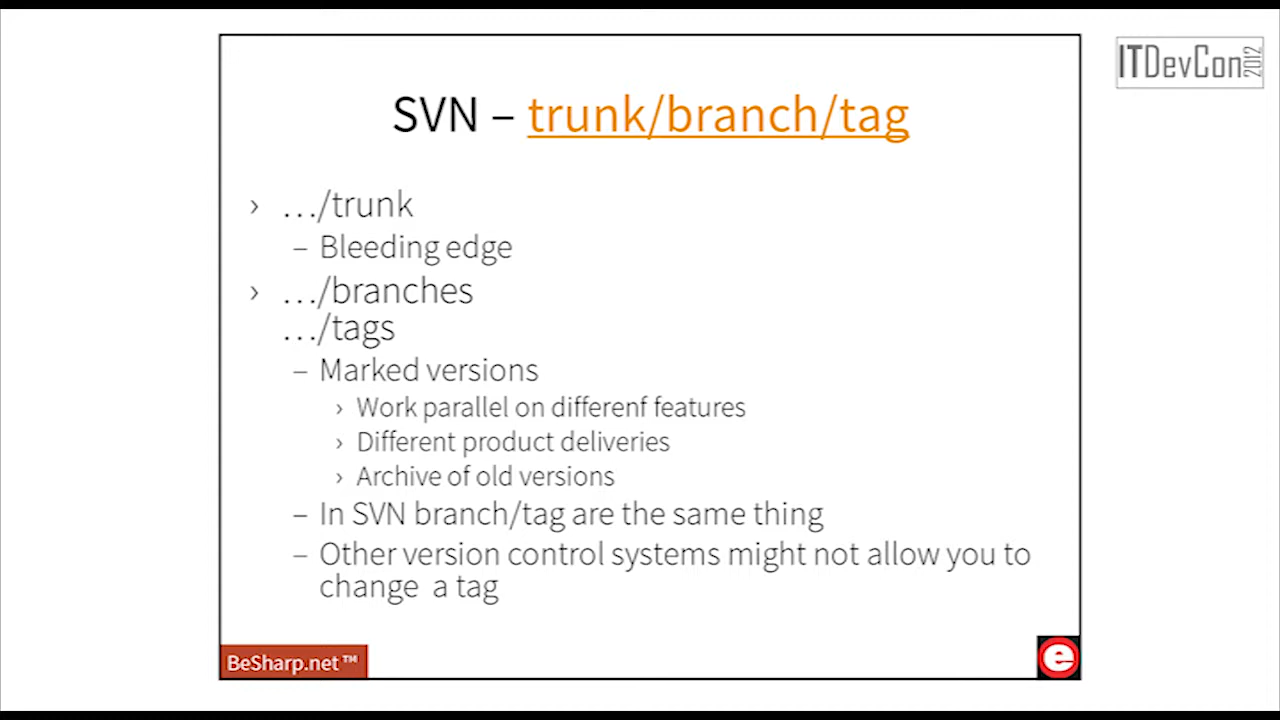 ITDevCon 2012
SVN – trunk/branch/tag
› …/trunk
– Bleeding edge
› …/branches
…/tags
– Marked versions
› Work parallel on differenf features
› Different product deliveries
› Archive of old versions
– In SVN branch/tag are the same thing
– Other version control systems might not allow you to
change a tag
BeSharp.net™
e